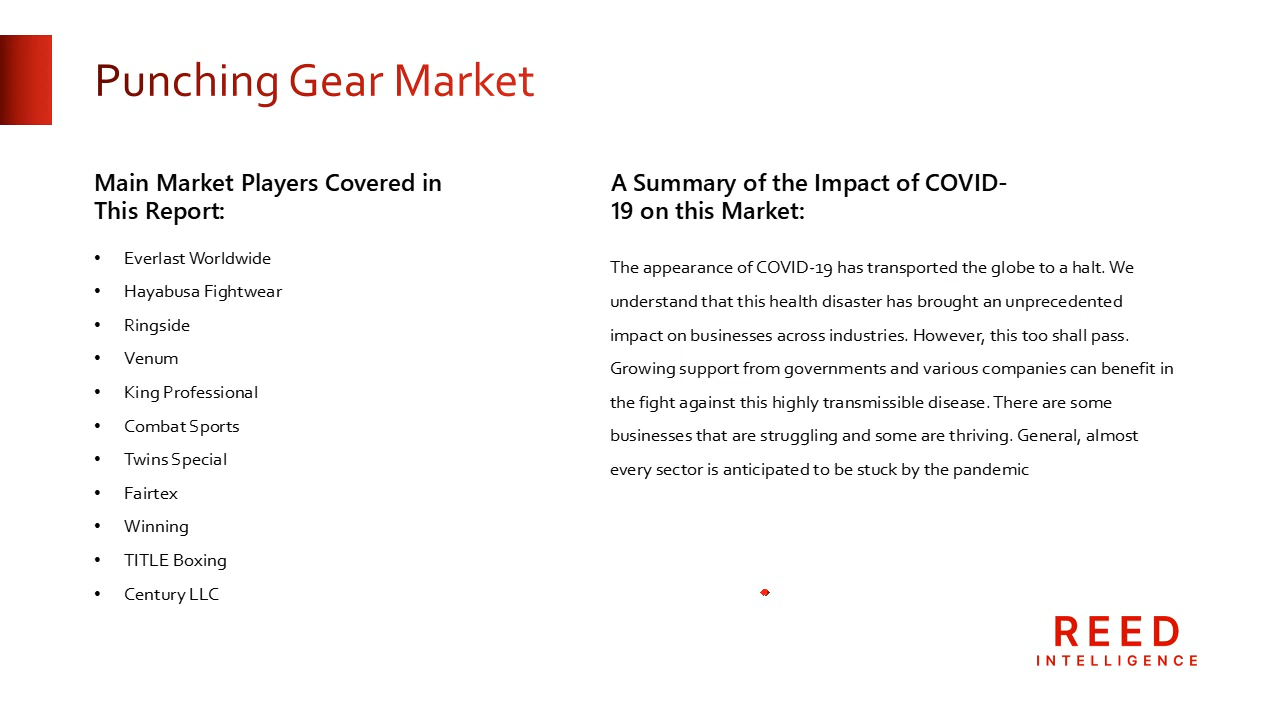 Punching Gear Market
Main Market Players Covered in
This Report:
• Everlast Worldwide
• Hayabusa Fightwear
• Ringside
• Venum
• King Professional
• Combat Sports
• Twins Special
• Fairtex
• Winning
• TITLE Boxing
• Century LLC
A Summary of the Impact of COVID-
19 on this Market:
The appearance of COVID-19 has transported the globe to a halt. We
understand that this health disaster has brought an unprecedented
impact on businesses across industries. However, this too shall pass.
Growing support from governments and various companies can benefit in
the fight against this highly transmissible disease. There are some
businesses that are struggling and some are thriving. General, almost
every sector is anticipated to be stuck by the pandemic
REED
INTELLIGENCE